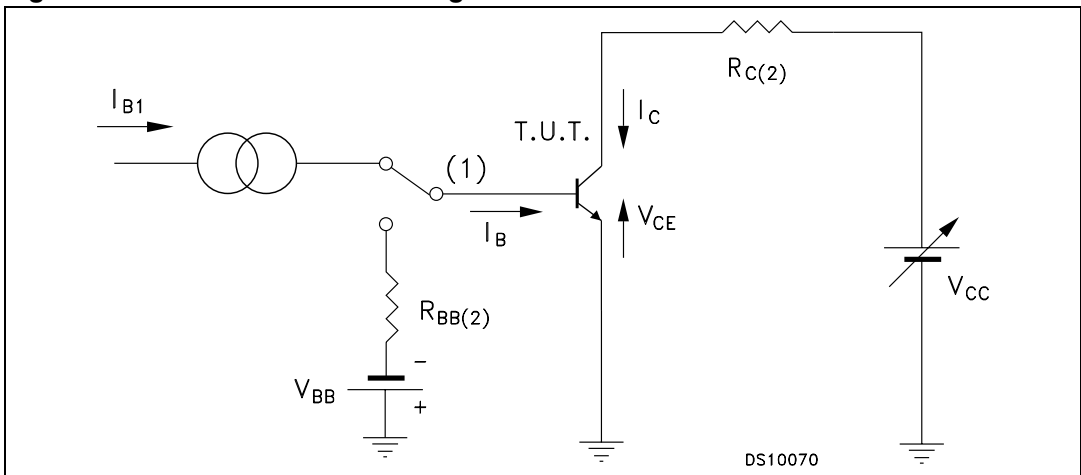 R_C(2)
I_B1
I_C
T.U.T.
(1)
V_CE
I_B
V_CC
R_BB(2)
−
V_BB
+
DS10070